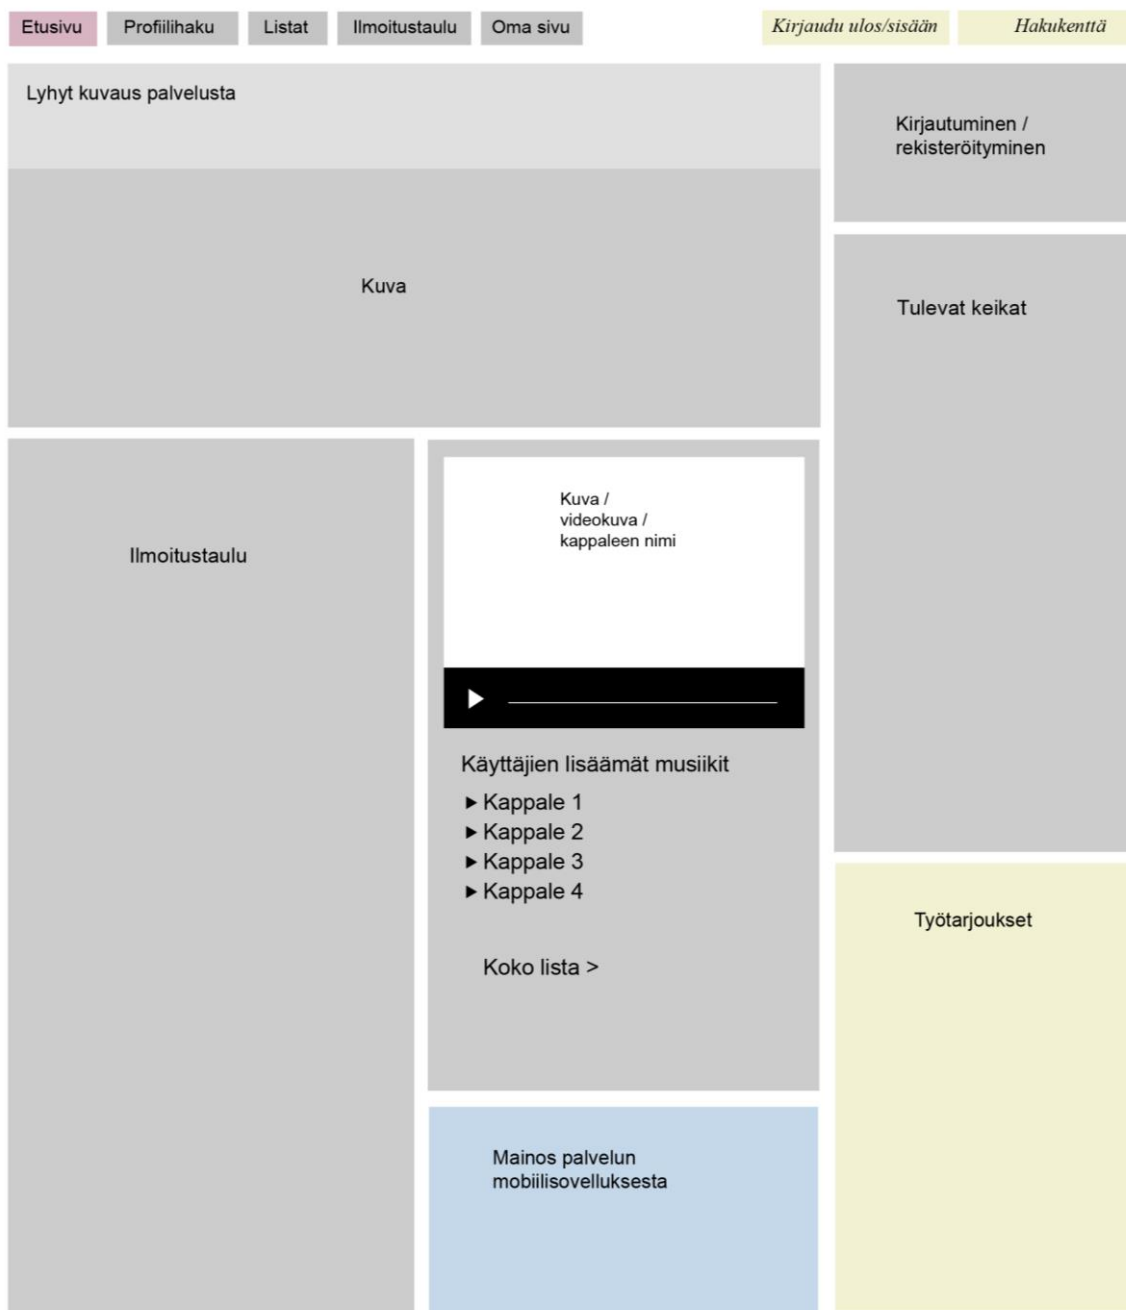 Etusivu
Profiilihaku
Listat
Ilmoitustaulu
Oma sivu
Kirjaudu ulos/sisään
Hakukenttä
Lyhyt kuvaus palvelusta
Kuva
Kirjautuminen /
rekisteröityminen
Tulevat keikat
Ilmoitustaulu
Kuva /
videokuva /
kappaleen nimi
Käyttäjien lisäämät musiikit
Kappale 1
Kappale 2
Kappale 3
Kappale 4
Koko lista >
Työtarjoukset
Mainos palvelun
mobiilisovelluksesta